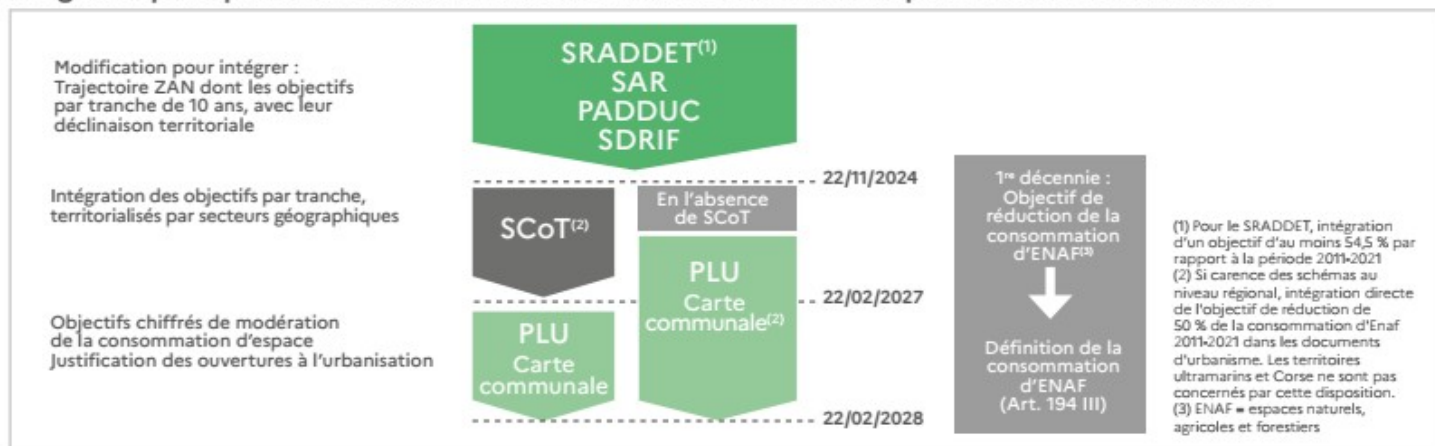 Modification pour intégrer :
Trajectoire ZAN dont les objectifs
par tranche de 10 ans, avec leur
déclinaison territoriale
SRADDET(1)
SAR
PADDUC
SDRIF
22/11/2024
Intégration des objectifs par tranche,
territorialisés par secteurs géographiques
SCoT(2)
En l'absence
de SCoT
PLU
Carte
communale(2)
22/02/2027
Objectifs chiffrés de modération
de la consommation d'espace
Justification des ouvertures à l'urbanisation
PLU
Carte
communale
22/02/2028
1re décennie :
Objectif de
réduction de la
consommation
d'ENAF(3)
Définition de la
consommation
d'ENAF
(Art. 194 III)
(1) Pour le SRADDET, intégration
d'un objectif d'au moins 54,5 % par
rapport à la période 2011-2021
(2) Si carence des schémas au
niveau régional, intégration directe
de l'objectif de réduction de
50 % de la consommation d'Enaf
2011-2021 dans les documents
d'urbanisme. Les territoires
ultramarins et Corse ne sont pas
concernés par cette disposition.
(3) ENAF = espaces naturels,
agricoles et forestiers